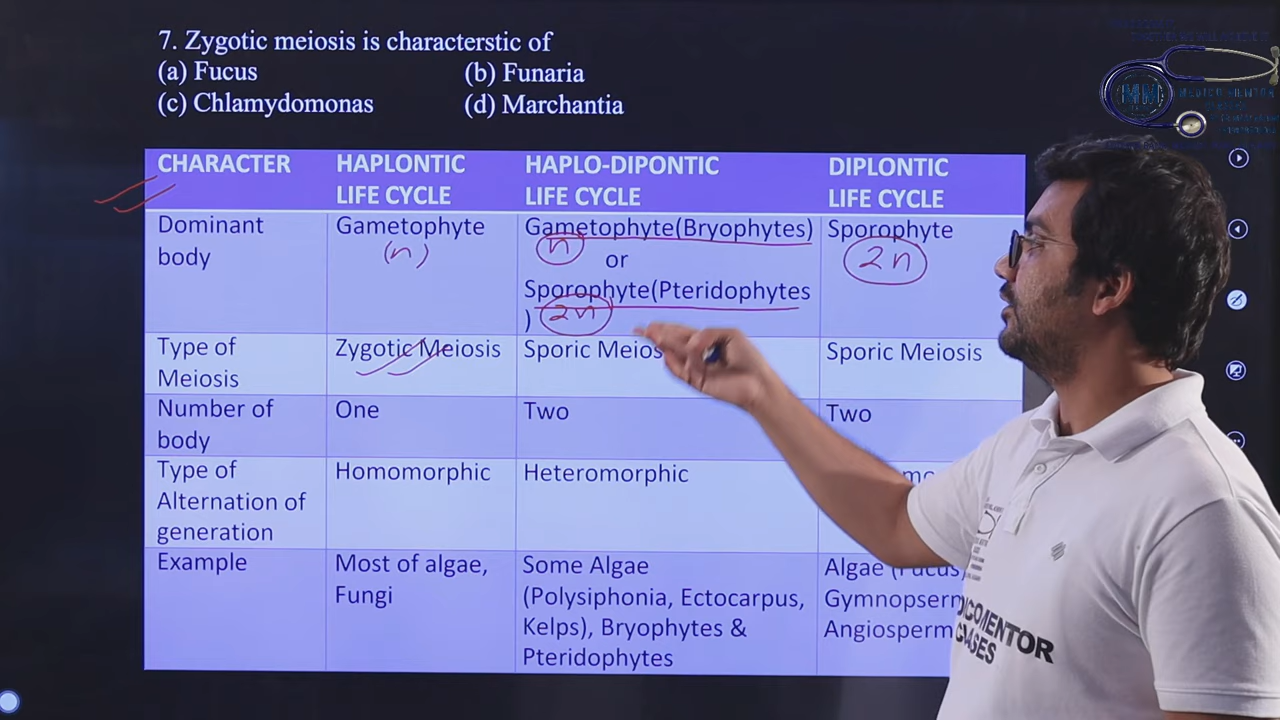 7. Zygotic meiosis is characterstic of
(a) Fucus (b) Funaria
(c) Chlamydomonas (d) Marchantia
CHARACTER HAPLONTIC LIFE CYCLE HAPLO-DIPONTIC LIFE CYCLE DIPLONTIC LIFE CYCLE
Dominant body
Gametophyte
(n)
Gametophyte(Bryophytes)
n
or
Sporophyte(Pteridophytes
) 2n
Sporophyte
2n
Type of Meiosis
Zygotic Meiosis
Sporic Meios
Sporic Meiosis
Number of body
One
Two
Two
Type of Alternation of generation
Homomorphic
Heteromorphic
Example
Most of algae,
Fungi
Some Algae
(Polysiphonia, Ectocarpus,
Kelps), Bryophytes &
Pteridophytes
Algae (Fucus
Gymnosperm
Angiosperm
MM